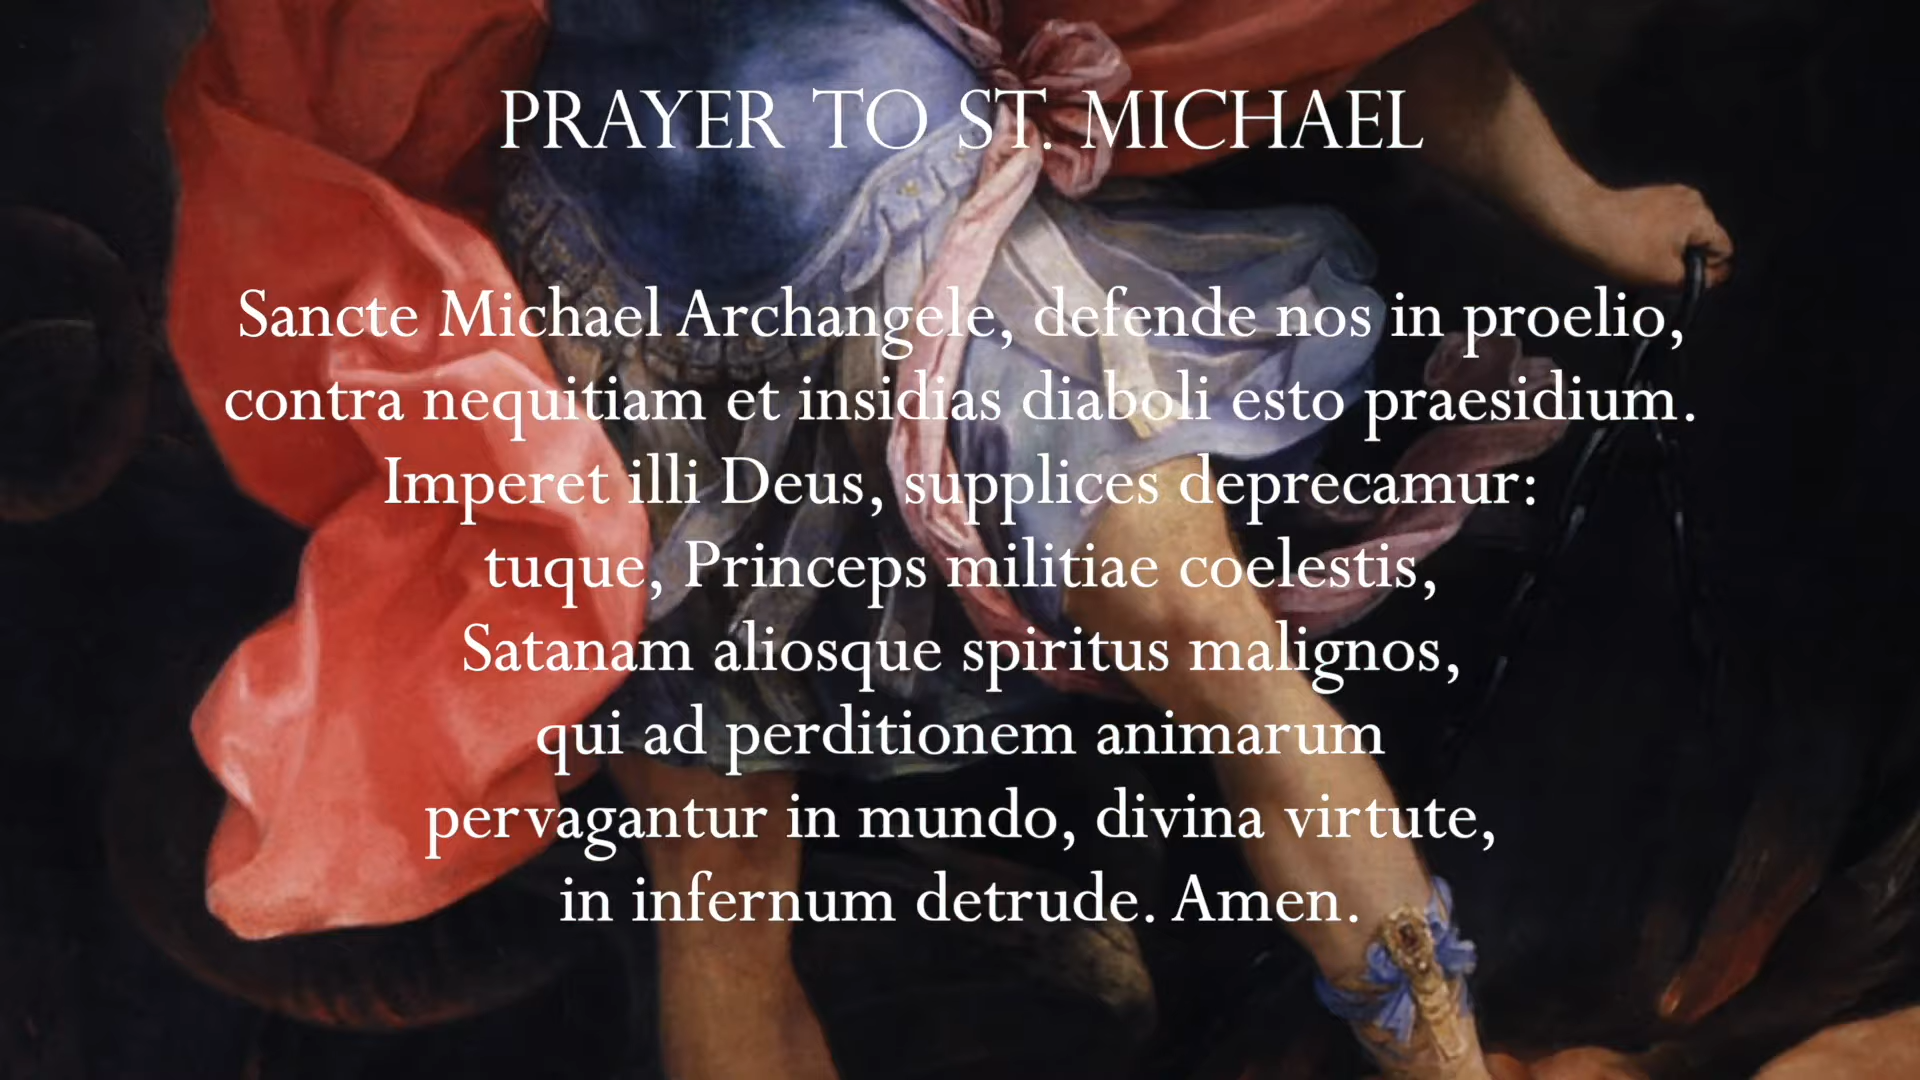 PRAYER TO ST. MICHAEL
Sancte Michael Archangele, defende nos in proelio,
contra nequitiam et insidias diaboli esto praesidium.
Imperet illi Deus, supplices deprecamur:
tuque, Princeps militiae coelestis,
Satanam aliosque spiritus malignos,
qui ad perditionem animarum
pervagantur in mundo, divina virtute,
in infernum detrude. Amen.